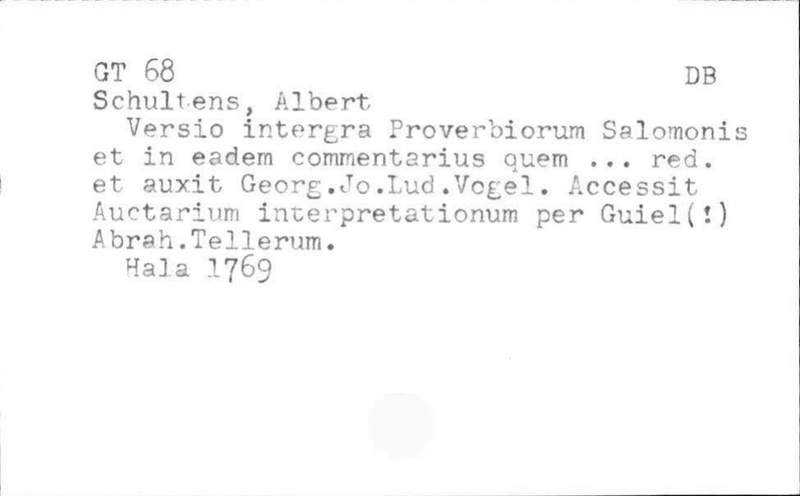 GT 68 DB
Schultens, Albert
Versio intergra Proverbiorum Salomonis
et in eadem commentarius quem ... red.
et auxit Georg.Jo.Lud.Vogel. Accessit
Auctarium interpretationum per Guiel(!)
Abrah.Tellerum.
Hala 1769